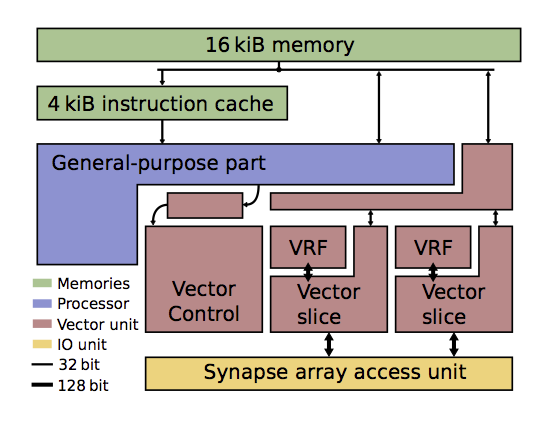 16 kiB memory
4 kiB instruction cache
General-purpose part
VRF
VRF
Vector
Control
Vector
slice
Vector
slice
Memories
Processor
Vector unit
IO unit
32 bit
128 bit
Synapse array access unit